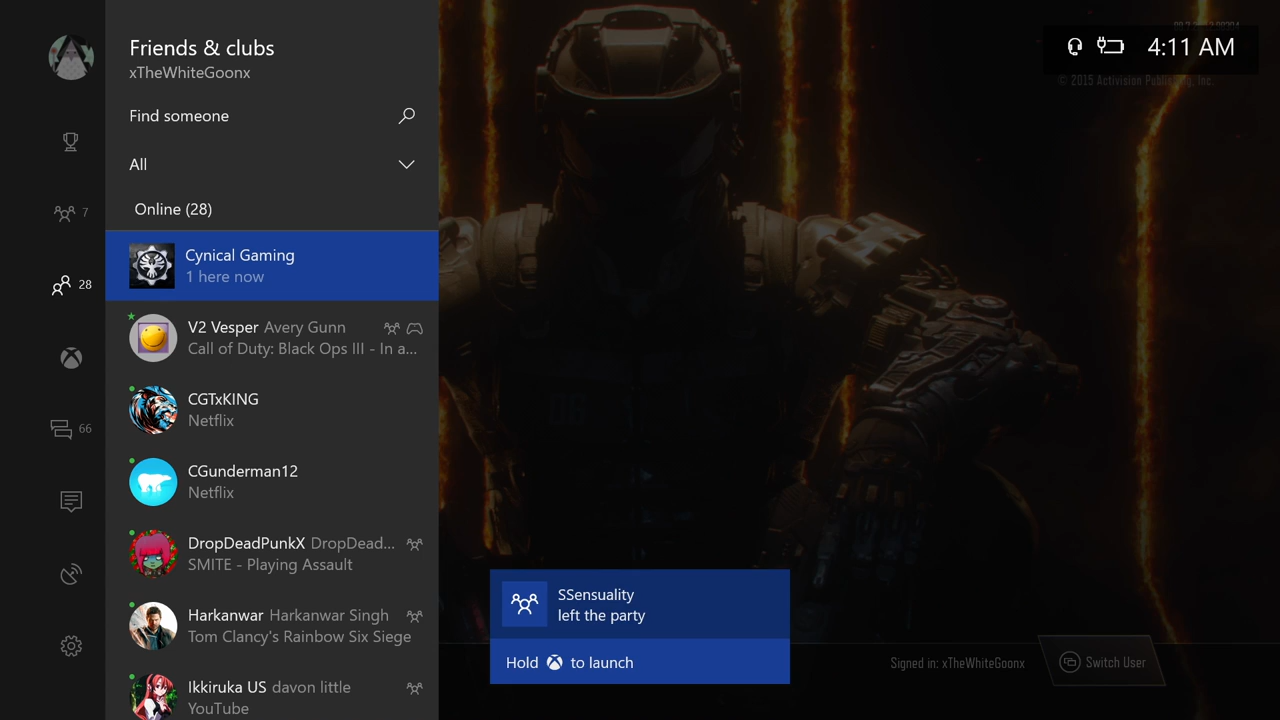 Friends & clubs
xTheWhiteGoonx
Find someone
All
Online (28)
Cynical Gaming
1 here now
V2 Vesper Avery Gunn
Call of Duty: Black Ops III - In a...
CGTxKING
Netflix
CGunderman12
Netflix
DropDeadPunkX DropDead...
SMITE - Playing Assault
Harkanwar Harkanwar Singh
Tom Clancy's Rainbow Six Siege
Ikkiruka US davon little
YouTube
7
28
66
4:11 AM
© 2015 Activision Publishing, Inc.
SSensuality
left the party
Hold to launch
Signed in: xTheWhiteGoonx
Switch User